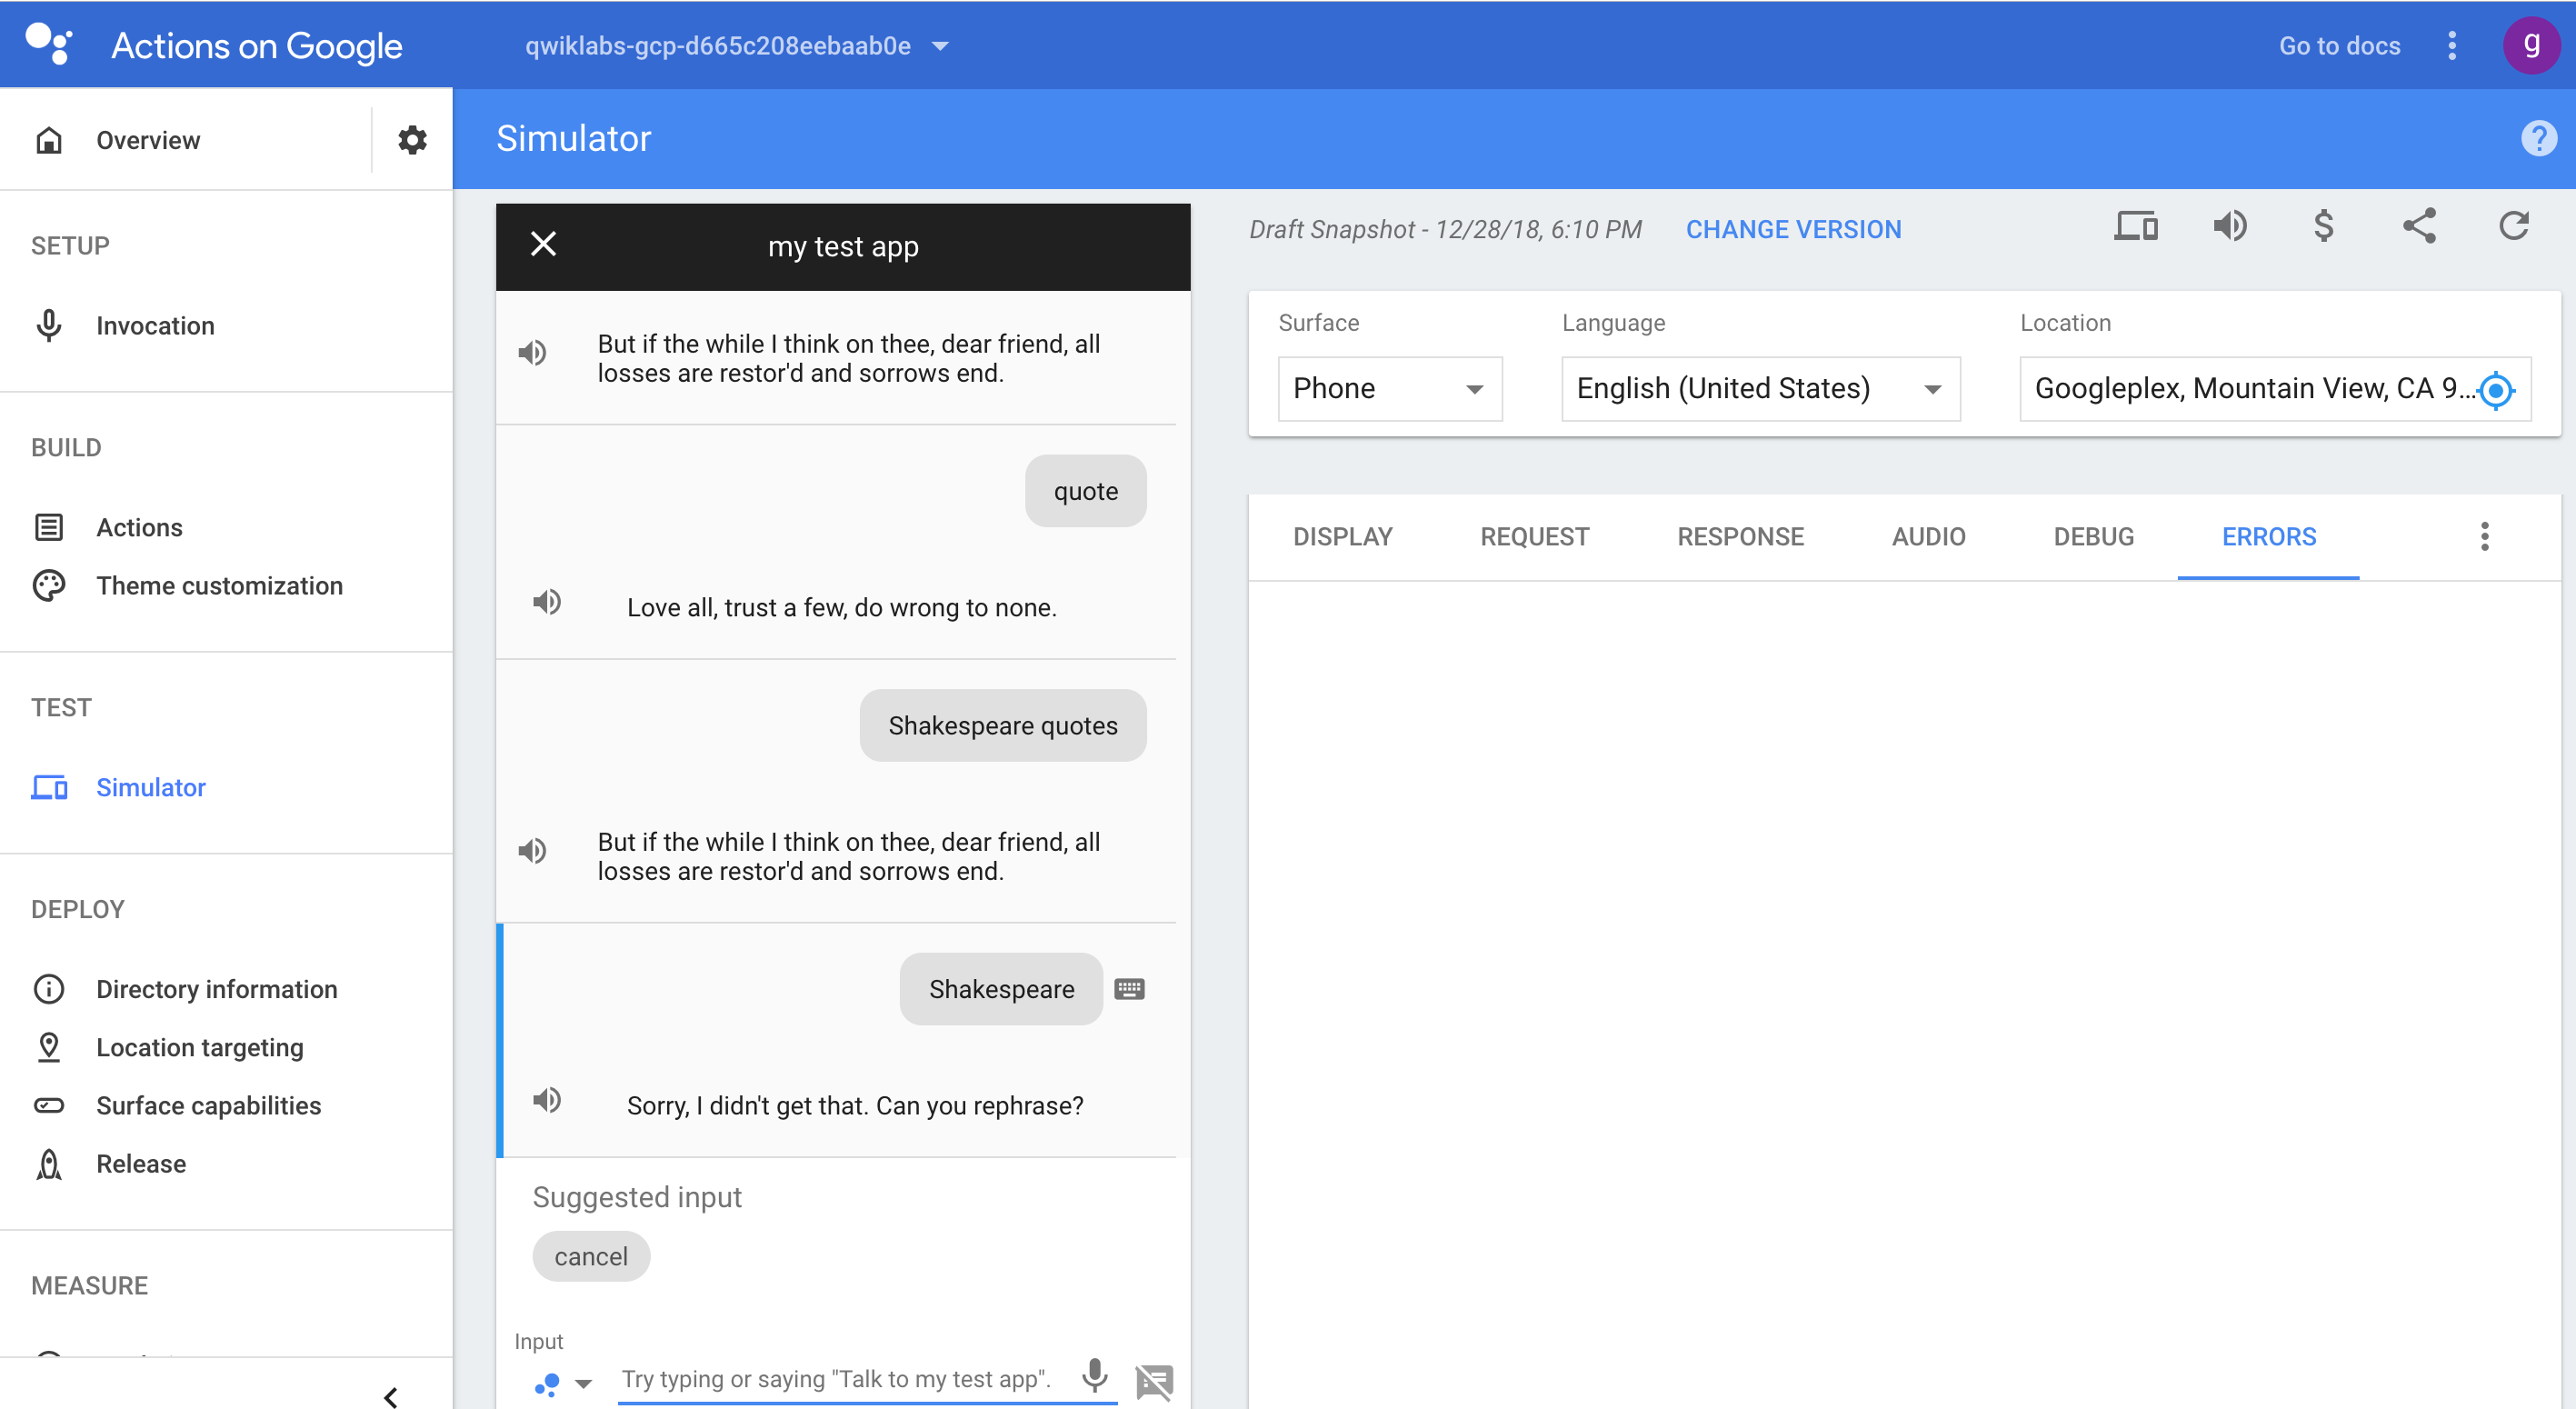 Actions on Google
qwiklabs-gcp-d665c208eebaab0e
Go to docs
g
Overview
Simulator
?
SETUP
Invocation
BUILD
Actions
Theme customization
TEST
Simulator
DEPLOY
Directory information
Location targeting
Surface capabilities
Release
MEASURE
my test app
But if the while I think on thee, dear friend, all
losses are restor'd and sorrows end.
quote
Love all, trust a few, do wrong to none.
Shakespeare quotes
But if the while I think on thee, dear friend, all
losses are restor'd and sorrows end.
Shakespeare
Sorry, I didn't get that. Can you rephrase?
Suggested input
cancel
Input
Try typing or saying "Talk to my test app".
Draft Snapshot - 12/28/18, 6:10 PM
CHANGE VERSION
$
Surface
Language
Location
Phone
English (United States)
Googleplex, Mountain View, CA 9...
DISPLAY
REQUEST
RESPONSE
AUDIO
DEBUG
ERRORS